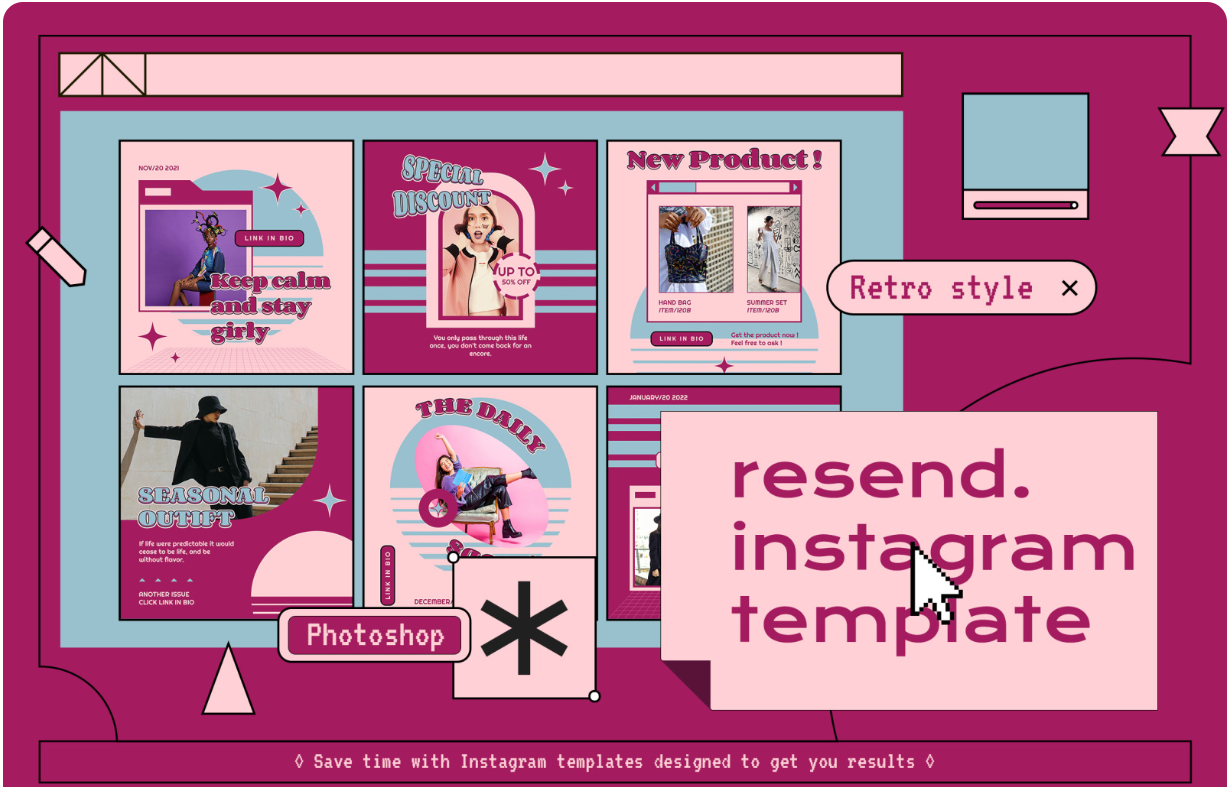 NOV/20 2021
LINK IN BIO
Keep calm
and stay
girly
SPECIAL
DISCOUNT
UP TO
50% OFF
You only pass through this life
once, you don't come back for an
encore.
New Product !
HAND BAG
ITEM/120B
SUMMER SET
ITEM/120B
LINK IN BIO
Get the product now !
Feel free to ask !
Retro style ×
SEASONAL
OUTIFT
If life were predictable it would
cease to be life, and be
without flavor.
ANOTHER ISSUE
CLICK LINK IN BIO
THE DAILY
LINK IN BIO
DECEMBER/
JANUARY/20 2022
resend.
instagram
template
Photoshop
*
◊ Save time with Instagram templates designed to get you results ◊